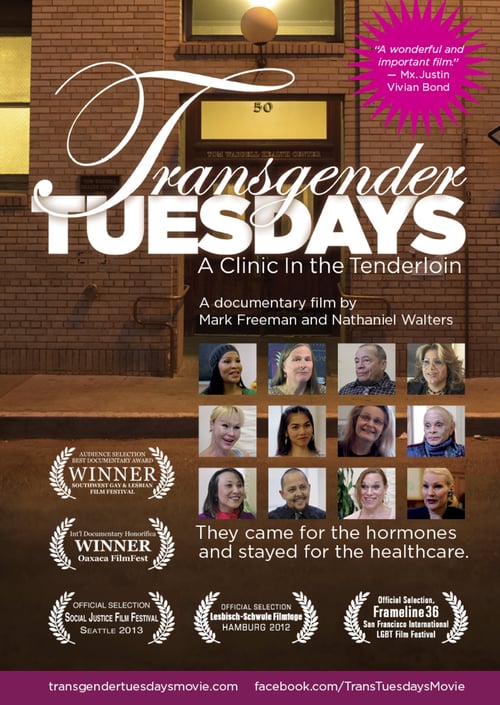 "A wonderful and
important film."
— Mx. Justin
Vivian Bond
50
TOM WADDELL HEALTH CENTER
Transgender
TUESDAYS
A Clinic In the Tenderloin
A documentary film by
Mark Freeman and Nathaniel Walters
AUDIENCE SELECTION
BEST DOCUMENTARY AWARD
WINNER
SOUTHWEST GAY & LESBIAN
FILM FESTIVAL
Int'l Documentary Honorifica
WINNER
Oaxaca FilmFest
They came for the hormones
and stayed for the healthcare.
OFFICIAL SELECTION
SOCIAL JUSTICE FILM FESTIVAL
SEATTLE 2013
OFFICIAL SELECTION
Lesbisch-Schwule Filmtage
HAMBURG 2012
Official Selection,
Frameline 36
San Francisco International
LGBT Film Festival
transgendertuesdaysmovie.com facebook.com/TransTuesdaysMovie